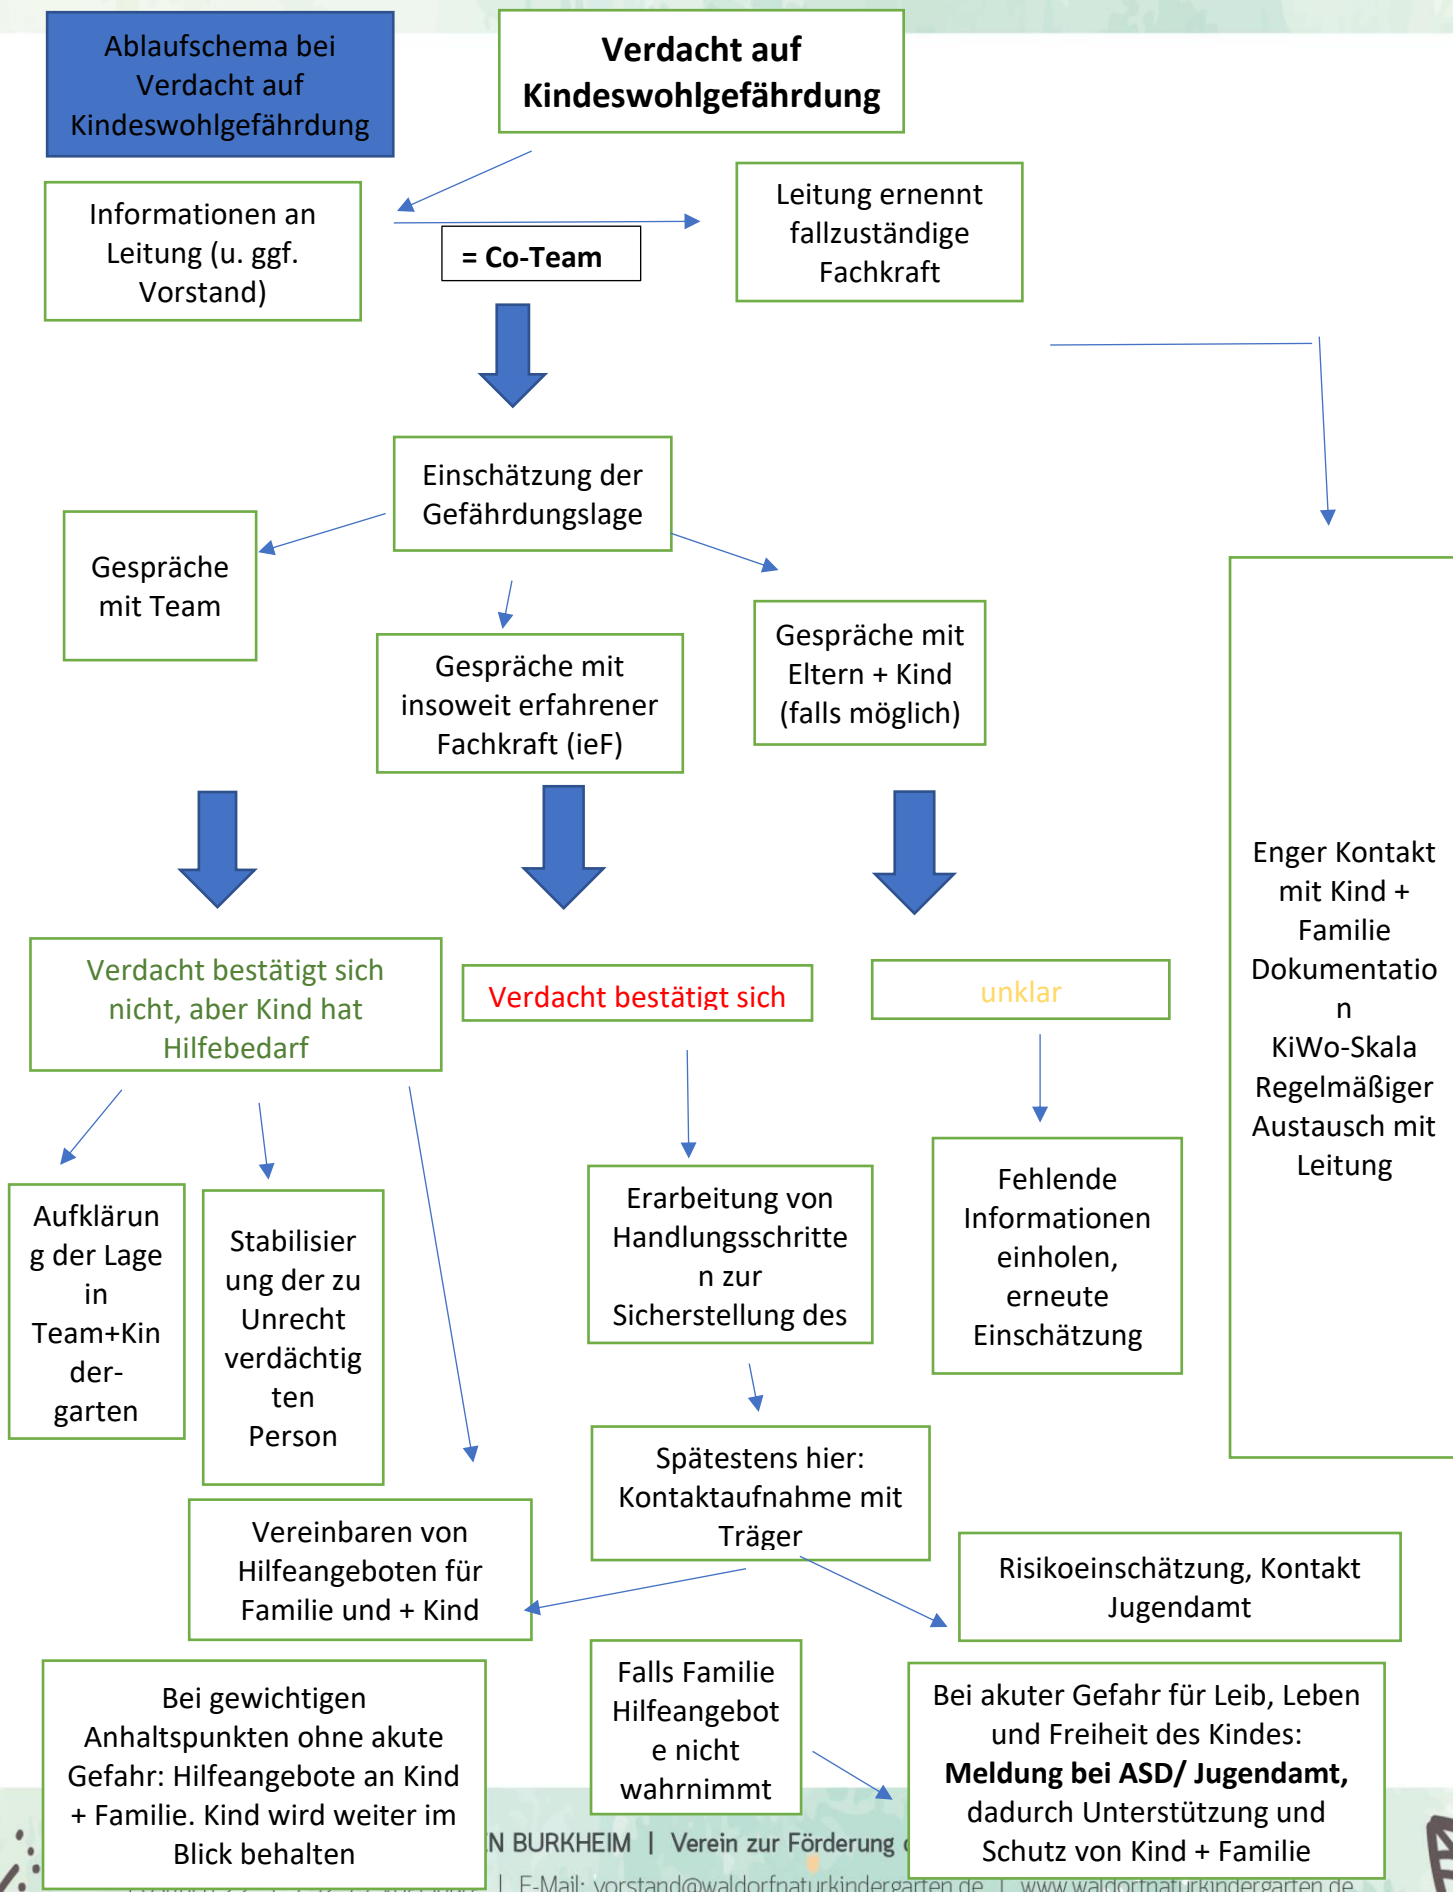 Ablaufschema bei
Verdacht auf
Kindeswohlgefährdung
Verdacht auf
Kindeswohlgefährdung
Informationen an
Leitung (u. ggf.
Vorstand)
= Co-Team
Leitung ernennt
fallzuständige
Fachkraft
Einschätzung der
Gefährdungslage
Gespräche
mit Team
Gespräche mit
insoweit erfahrener
Fachkraft (ieF)
Gespräche mit
Eltern + Kind
(falls möglich)
Enger Kontakt
mit Kind +
Familie
Dokumentatio
n
KiWo-Skala
Regelmäßiger
Austausch mit
Leitung
Verdacht bestätigt sich
nicht, aber Kind hat
Hilfebedarf
Verdacht bestätigt sich
unklar
Aufklärun
g der Lage
in
Team+Kin
der-
garten
Stabilisier
ung der zu
Unrecht
verdächtig
ten
Person
Erarbeitung von
Handlungsschritte
n zur
Sicherstellung des
Fehlende
Informationen
einholen,
erneute
Einschätzung
Spätestens hier:
Kontaktaufnahme mit
Träger
Vereinbaren von
Hilfeangeboten für
Familie und + Kind
Risikoeinschätzung, Kontakt
Jugendamt
Bei gewichtigen
Anhaltspunkten ohne akute
Gefahr: Hilfeangebote an Kind
+ Familie. Kind wird weiter im
Blick behalten
Falls Familie
Hilfeangebot
e nicht
wahrnimmt
Bei akuter Gefahr für Leib, Leben
und Freiheit des Kindes:
Meldung bei ASD/ Jugendamt,
dadurch Unterstützung und
Schutz von Kind + Familie
N BURKHEIM | Verein zur Förderung
| E-Mail: vorstand@waldorfnaturkindergarten.de | www.waldorfnaturkindergarten.de